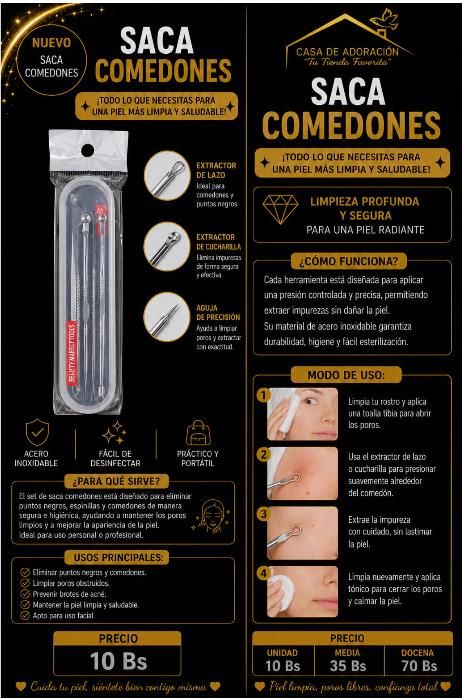 NUEVO
SACA
COMEDONES
SACA
COMEDONES
¡TODO LO QUE NECESITAS PARA
UNA PIEL MÁS LIMPIA Y SALUDABLE!
EXTRACTOR
DE LAZO
Ideal para
comedones y
puntos negros
EXTRACTOR
DE CUCHARILLA
Elimina impurezas
de forma segura
y efectiva.
AGUJA
DE PRECISIÓN
Ayuda a limpiar
poros y extractar
con exactitud.
ACERO
INOXIDABLE
FÁCIL DE
DESINFECTAR
PRÁCTICO Y
PORTÁTIL
¿PARA QUÉ SIRVE?
El set de saca comedones está diseñado para eliminar
puntos negros, espinillas y comedones de manera
segura e higiénica, ayudando a mantener los poros
limpios y a mejorar la apariencia de la piel.
Ideal para uso personal o profesional.
USOS PRINCIPALES:
Eliminar puntos negros y comedones.
Limpiar poros obstruidos.
Prevenir brotes de acné.
Mantener la piel limpia y saludable.
Apto para uso facial.
PRECIO
10 Bs
Cuida tu piel, siéntete bien contigo misma
CASA DE ADORACIÓN
"Tu Tienda Favorita"
SACA
COMEDONES
¡TODO LO QUE NECESITAS PARA
UNA PIEL MÁS LIMPIA Y SALUDABLE!
LIMPIEZA PROFUNDA
Y SEGURA
PARA UNA PIEL RADIANTE
¿CÓMO FUNCIONA?
Cada herramienta está diseñada para aplicar
una presión controlada y precisa, permitiendo
extraer impurezas sin dañar la piel.
Su material de acero inoxidable garantiza
durabilidad, higiene y fácil esterilización.
MODO DE USO:
1
Limpia tu rostro y aplica
una toalla tibia para abrir
los poros.
2
Usa el extractor de lazo
o cucharilla para presionar
suavemente alrededor
del comedón.
3
Extrae la impureza
con cuidado, sin lastimar
la piel.
4
Limpia nuevamente y aplica
tónico para cerrar los poros
y calmar la piel.
PRECIO
UNIDAD
10 Bs
MEDIA
35 Bs
DOCENA
70 Bs
Piel limpia, poros libres, confianza total